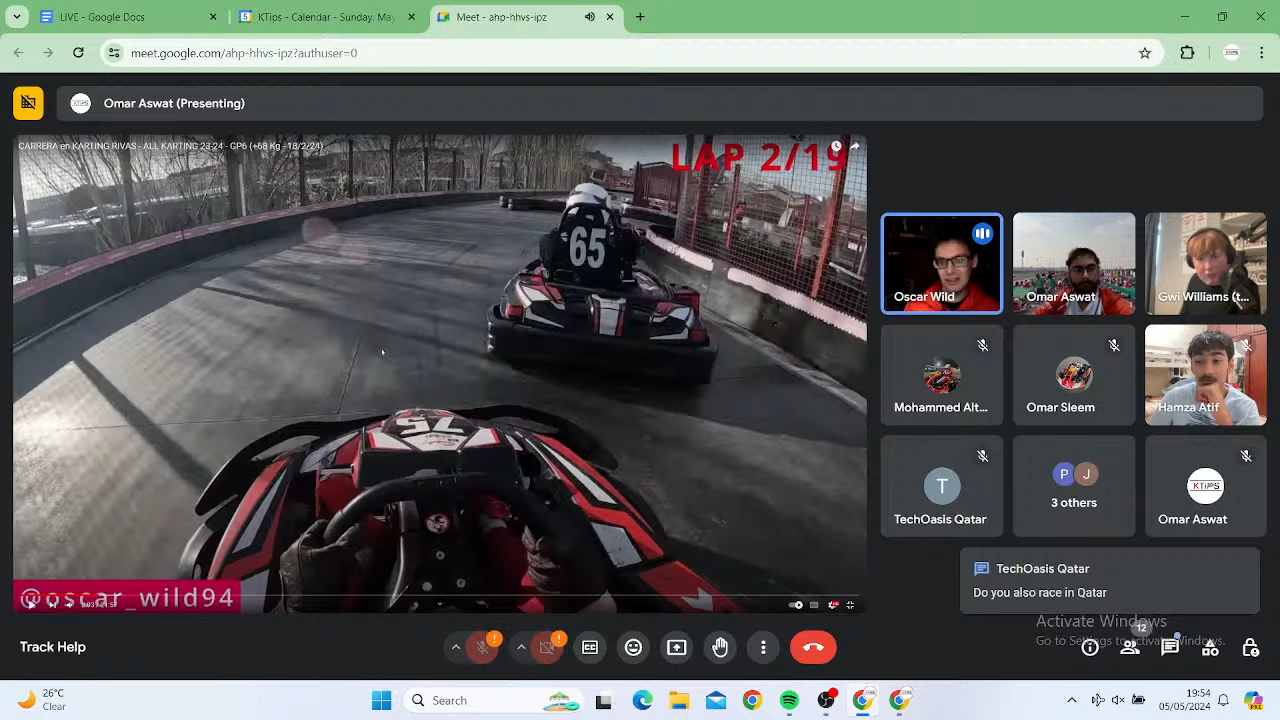 LIVE - Google Docs
KTips - Calendar - Sunday, May
Meet - ahp-hhvs-ipz
meet.google.com/ahp-hhvs-ipz?authuser=0
Omar Aswat (Presenting)
CARRERA en KARTING RIVAS - ALL KARTING 23-24 - GP6 (+68 Kg - 18/2/24)
LAP 2/19
65
75
@oscar_wild94
Oscar Wild
Omar Aswat
Gwi Williams (t...
Mohammed Alt...
Omar Sleem
Hamza Atif
T
TechOasis Qatar
P
J
3 others
KTiPS
Omar Aswat
TechOasis Qatar
Do you also race in Qatar
Activate Windows
Go to Settings to activate Windows.
12
Track Help
26°C
Clear
Search
19:54
05/05/2024